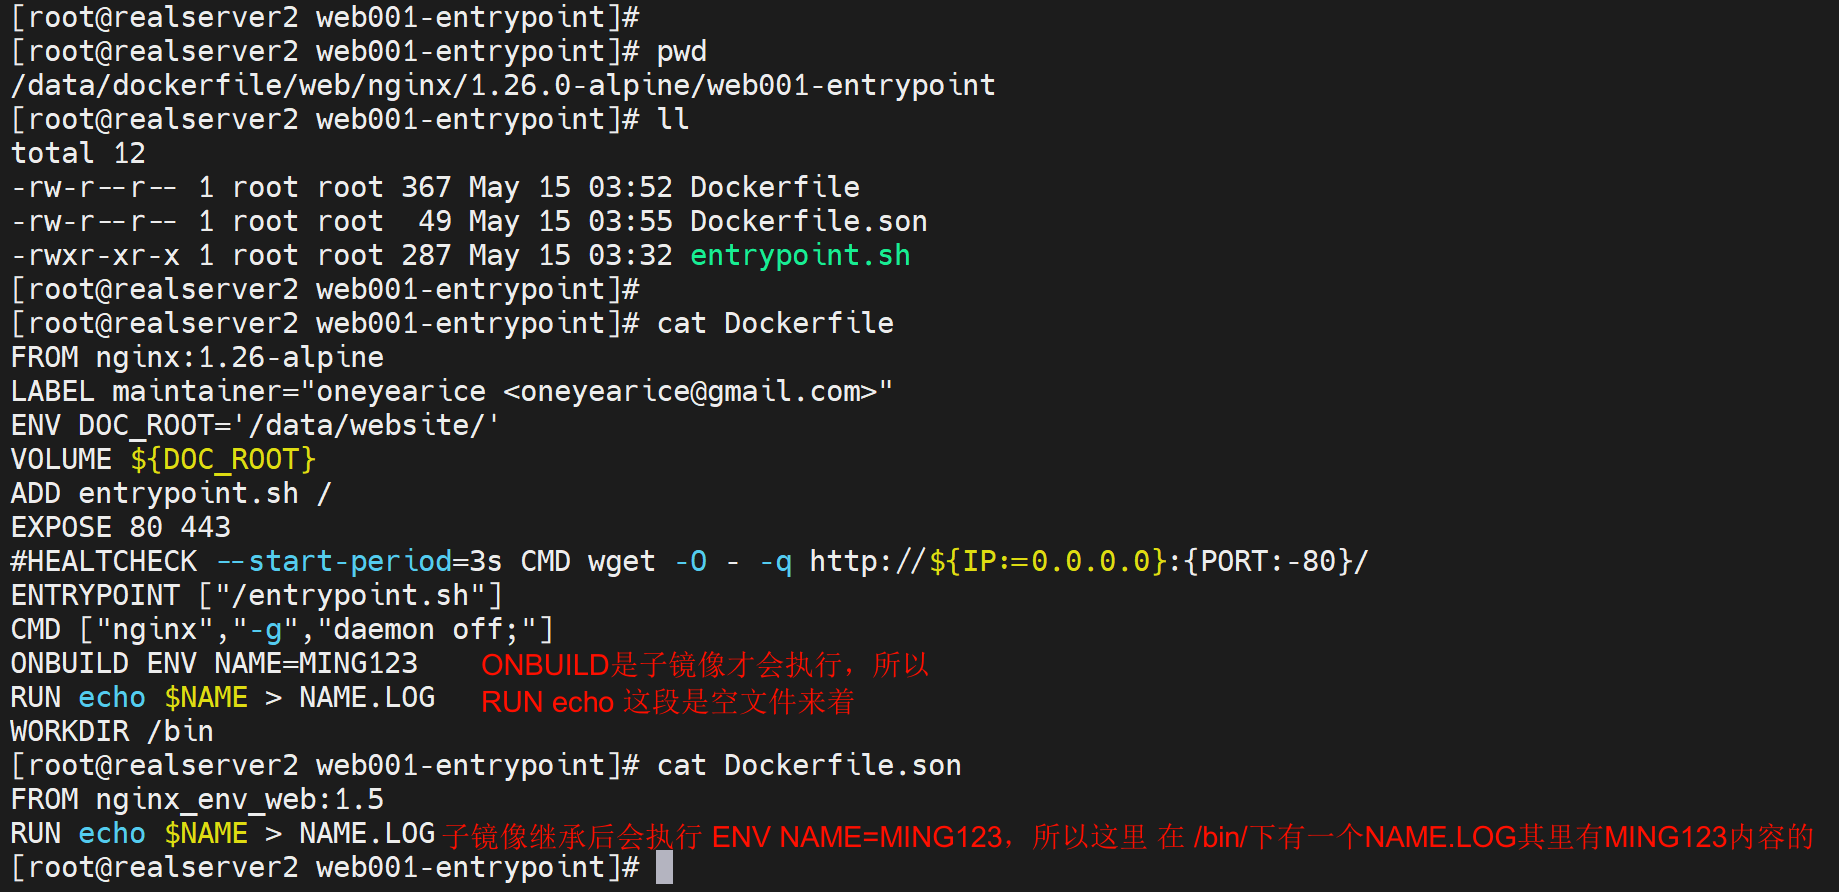 [root@realserver2 web001-entrypoint]#
[root@realserver2 web001-entrypoint]# pwd
/data/dockerfile/web/nginx/1.26.0-alpine/web001-entrypoint
[root@realserver2 web001-entrypoint]# ll
total 12
-rw-r--r-- 1 root root 367 May 15 03:52 Dockerfile
-rw-r--r-- 1 root root  49 May 15 03:55 Dockerfile.son
-rwxr-xr-x 1 root root 287 May 15 03:32 entrypoint.sh
[root@realserver2 web001-entrypoint]#
[root@realserver2 web001-entrypoint]# cat Dockerfile
FROM nginx:1.26-alpine
LABEL maintainer="oneyearice <oneyearice@gmail.com>"
ENV DOC_ROOT='/data/website/'
VOLUME ${DOC_ROOT}
ADD entrypoint.sh /
EXPOSE 80 443
#HEALTCHECK --start-period=3s CMD wget -O - -q http://${IP:=0.0.0.0}:{PORT:-80}/
ENTRYPOINT ["/entrypoint.sh"]
CMD ["nginx","-g","daemon off;"]
ONBUILD ENV NAME=MING123 ONBUILD是子镜像才会执行，所以
RUN echo $NAME > NAME.LOG RUN echo 这段是空文件来着
WORKDIR /bin
[root@realserver2 web001-entrypoint]# cat Dockerfile.son
FROM nginx_env_web:1.5
RUN echo $NAME > NAME.LOG 子镜像继承后会执行 ENV NAME=MING123，所以这里 在 /bin/下有一个NAME.LOG其里有MING123内容的
[root@realserver2 web001-entrypoint]#